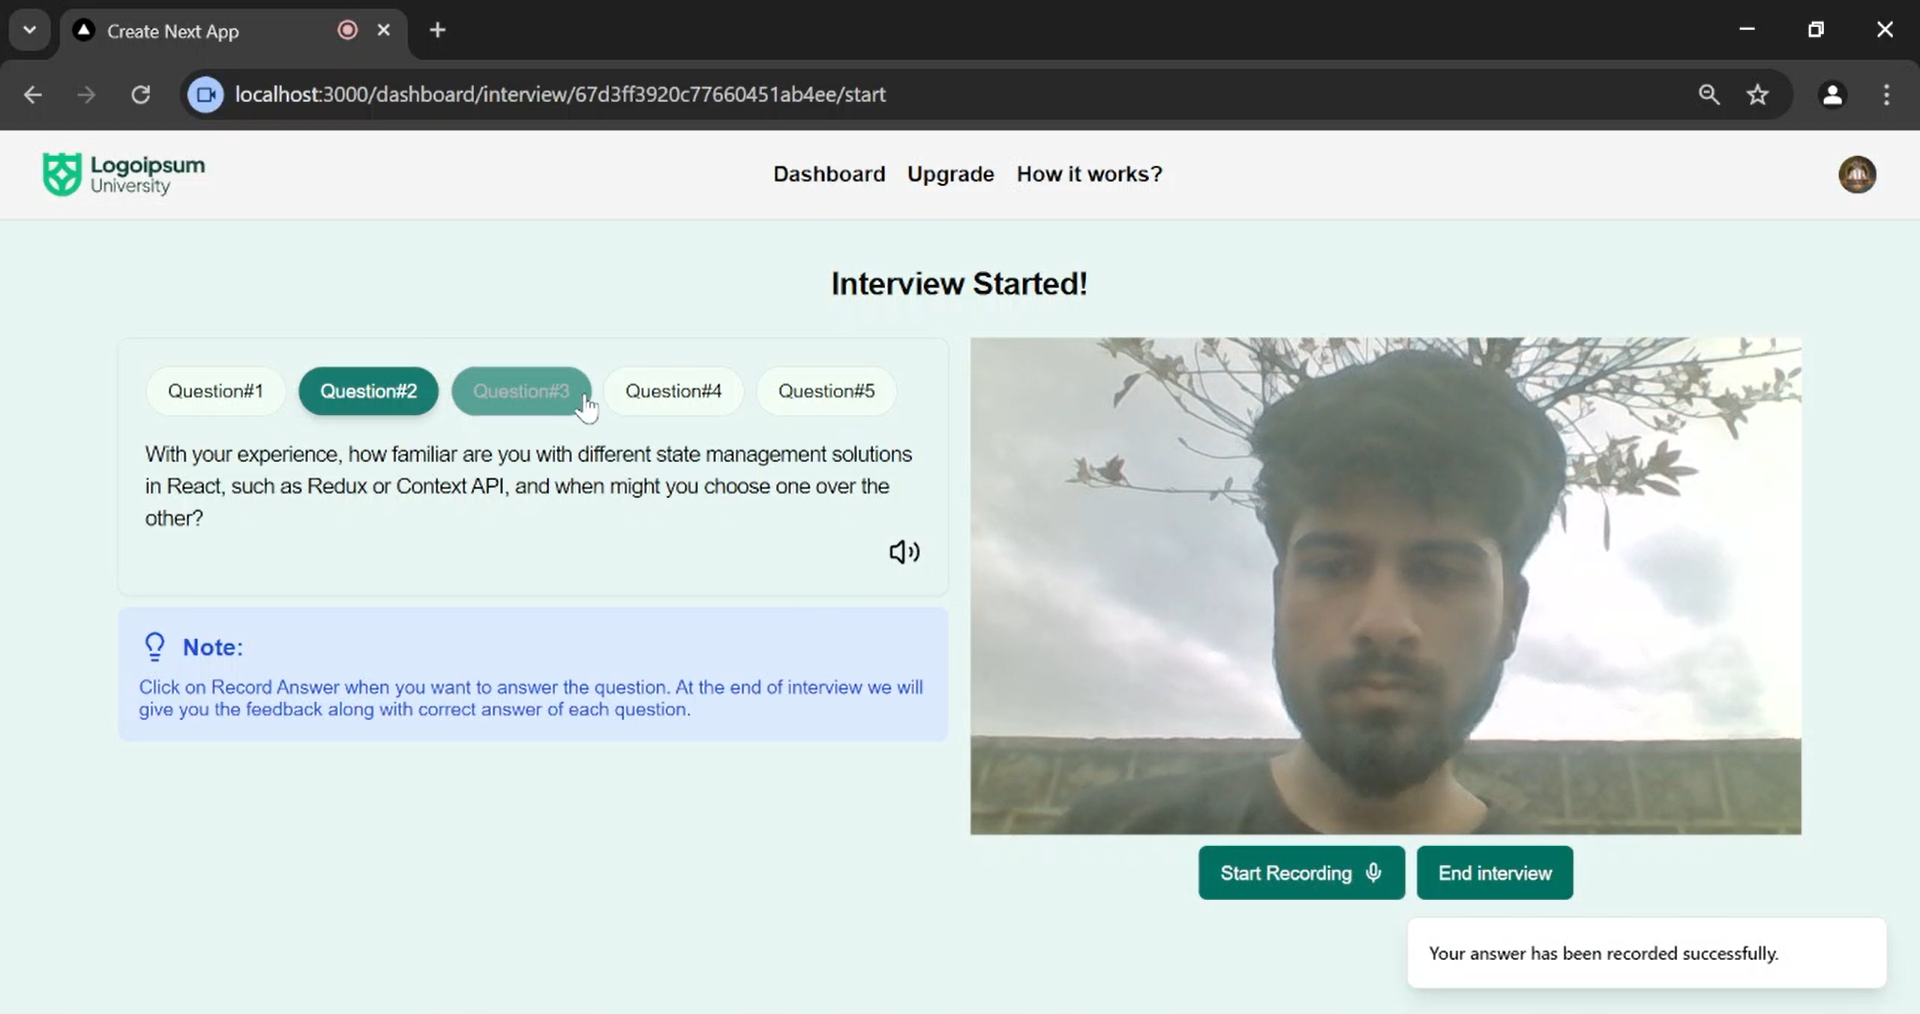 Create Next App
localhost:3000/dashboard/interview/67d3ff3920c77660451ab4ee/start
Logoipsum
University
Dashboard Upgrade How it works?
Interview Started!
Question#1 Question#2 Question#3 Question#4 Question#5
With your experience, how familiar are you with different state management solutions
in React, such as Redux or Context API, and when might you choose one over the
other?
Note:
Click on Record Answer when you want to answer the question. At the end of interview we will
give you the feedback along with correct answer of each question.
Start Recording End interview
Your answer has been recorded successfully.